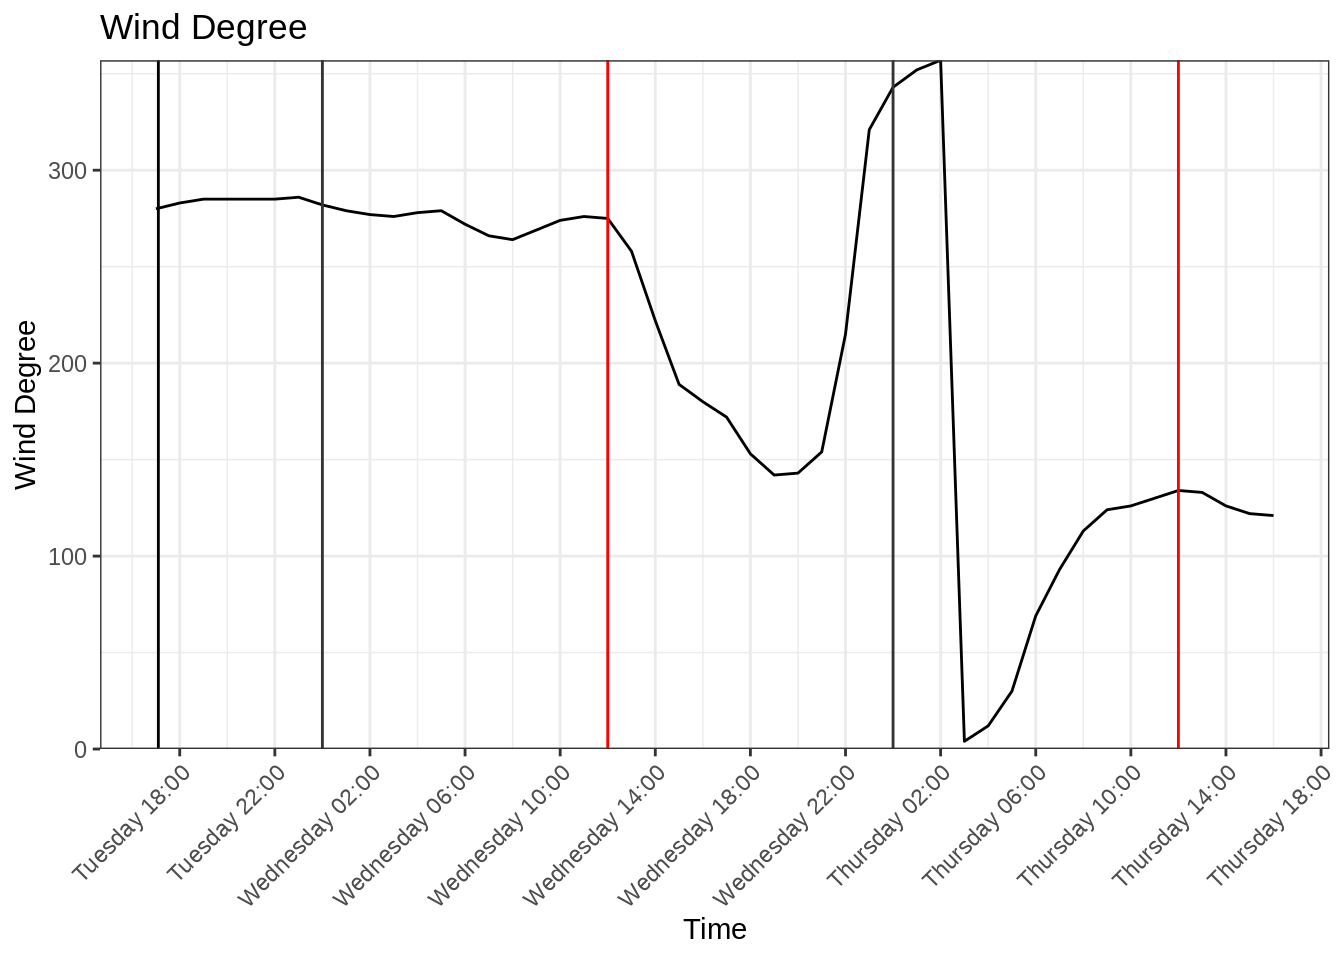 Wind Degree
Wind Degree
300
200
100
0
Tuesday 18:00
Tuesday 22:00
Wednesday 02:00
Wednesday 06:00
Wednesday 10:00
Wednesday 14:00
Wednesday 18:00
Wednesday 22:00
Thursday 02:00
Thursday 06:00
Thursday 10:00
Thursday 14:00
Thursday 18:00
Time